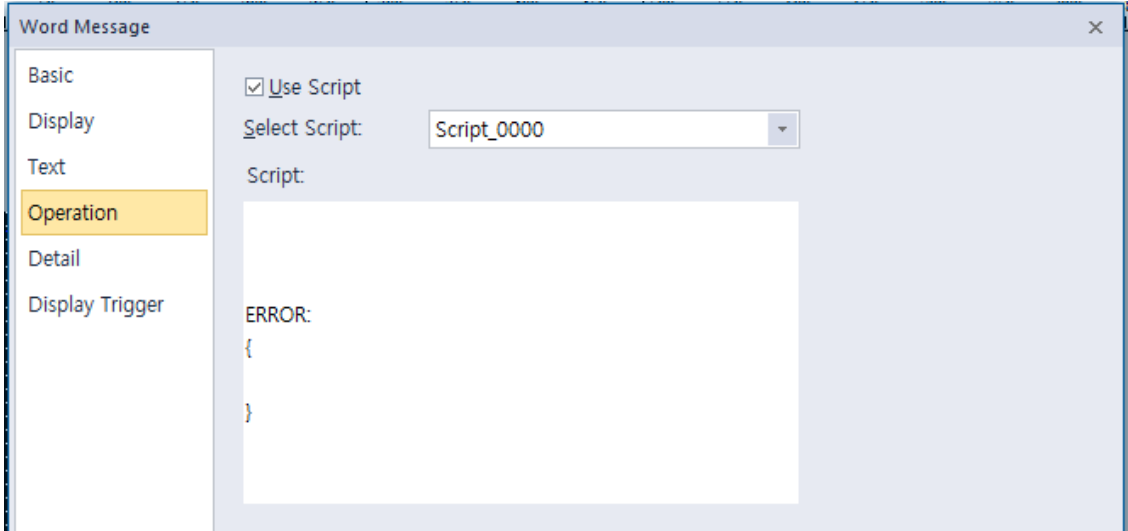 Word Message
Basic
Display
Text
Operation
Detail
Display Trigger
Use Script
Select Script: Script_0000
Script:
ERROR:
{
}